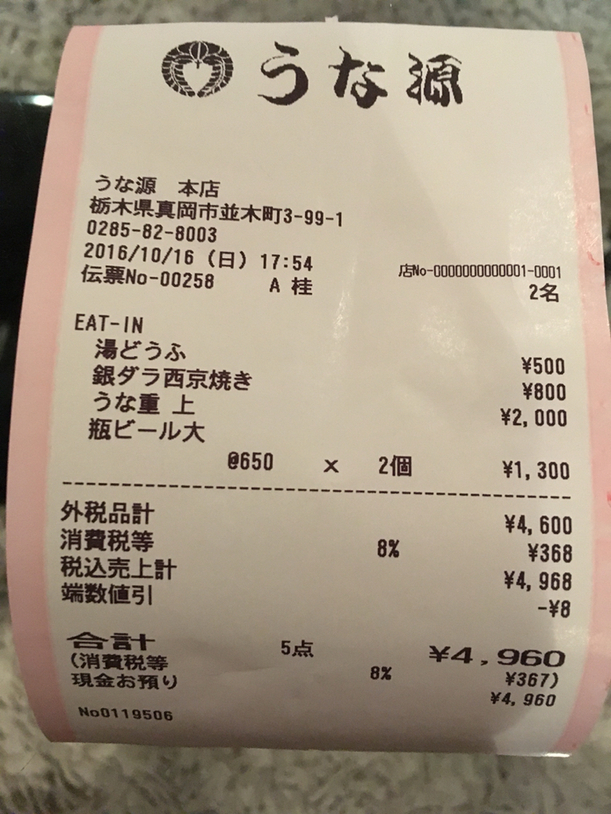 うな源
うな源 本店
栃木県真岡市並木町3-99-1
0285-82-8003
2016/10/16 (日) 17:54
店No-0000000000001-0001
伝票No-00258 A 桂
2名
EAT-IN
湯どうふ ¥500
銀ダラ西京焼き ¥800
うな重 上 ¥2,000
瓶ビール大
@650 × 2個 ¥1,300
外税品計 ¥4,600
消費税等 8% ¥368
税込売上計 ¥4,968
端数値引 -¥8
合計 5点 ¥4,960
(消費税等 8% ¥367)
現金お預り ¥4,960
No0119506